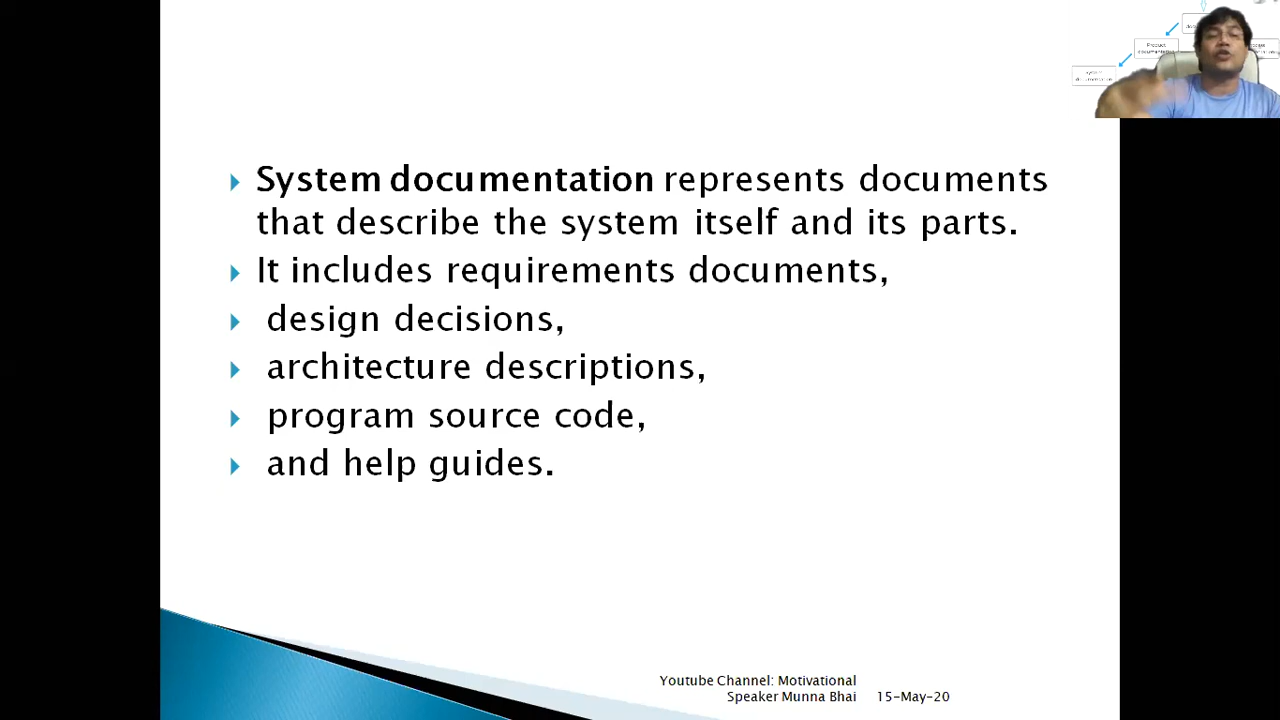 Product
System documentation represents documents
that describe the system itself and its parts.
It includes requirements documents,
design decisions,
architecture descriptions,
program source code,
and help guides.
Youtube Channel: Motivational
Speaker Munna Bhai
15-May-20